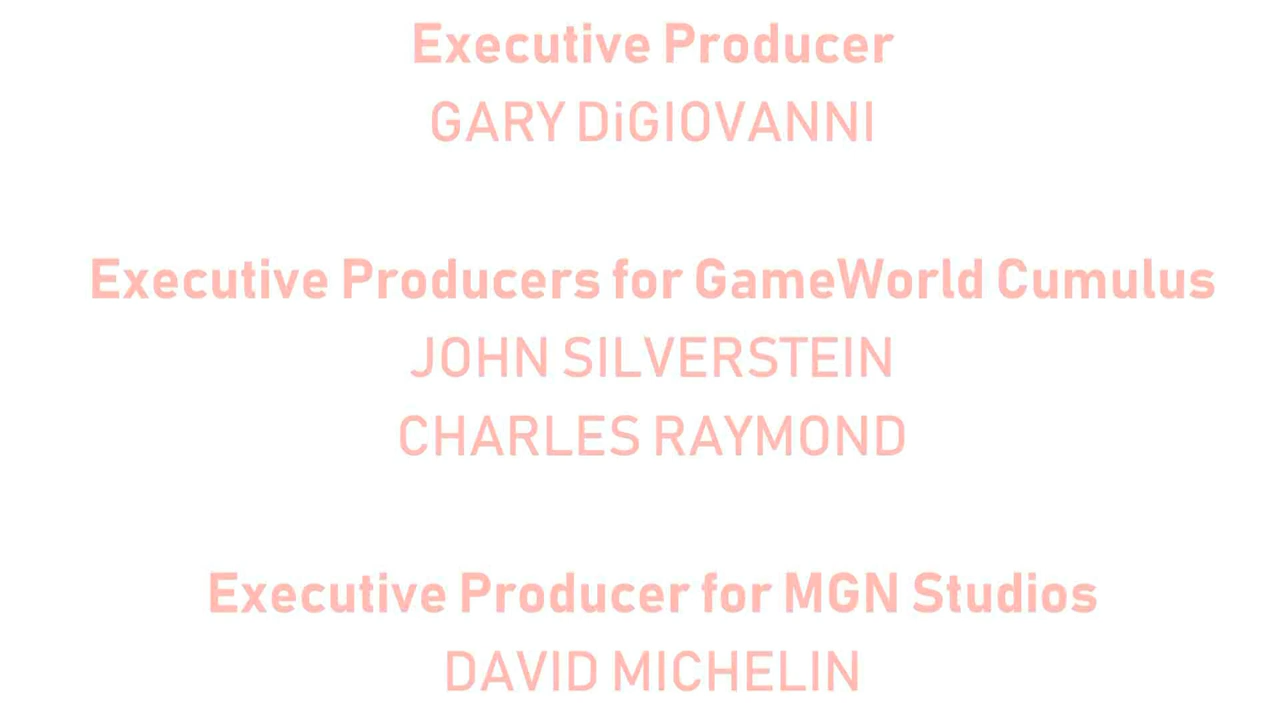 Executive Producer
GARY DiGIOVANNI
Executive Producers for GameWorld Cumulus
JOHN SILVERSTEIN
CHARLES RAYMOND
Executive Producer for MGN Studios
DAVID MICHELIN